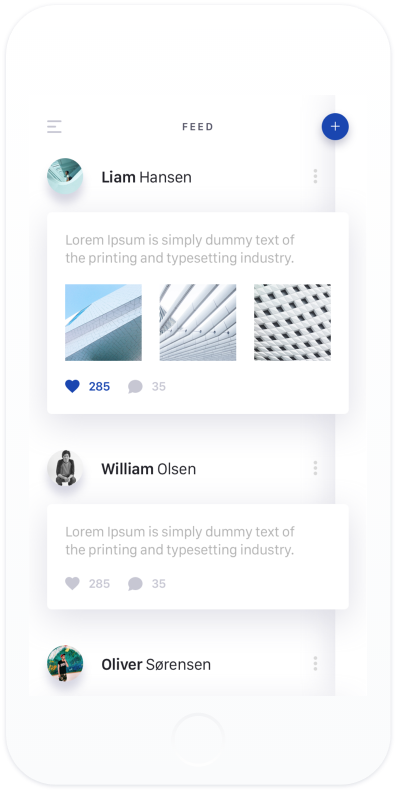 FEED
Liam Hansen
Lorem Ipsum is simply dummy text of
the printing and typesetting industry.
285 35
William Olsen
Lorem Ipsum is simply dummy text of
the printing and typesetting industry.
285 35
Oliver Sørensen